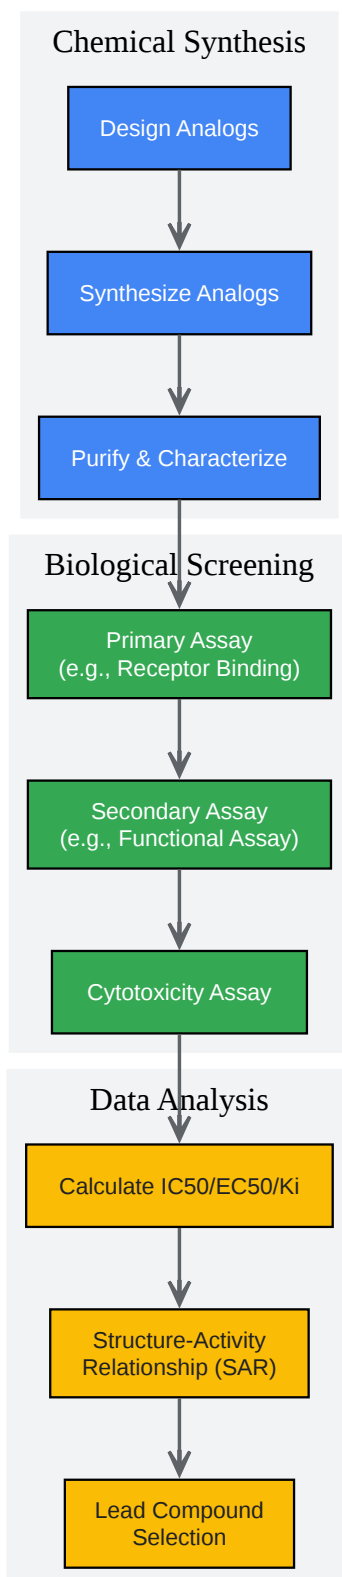 Chemical Synthesis
Design Analogs
Synthesize Analogs
Purify & Characterize
Biological Screening
Primary Assay
(e.g., Receptor Binding)
Secondary Assay
(e.g., Functional Assay)
Cytotoxicity Assay
Data Analysis
Calculate IC50/EC50/Ki
Structure-Activity
Relationship (SAR)
Lead Compound
Selection